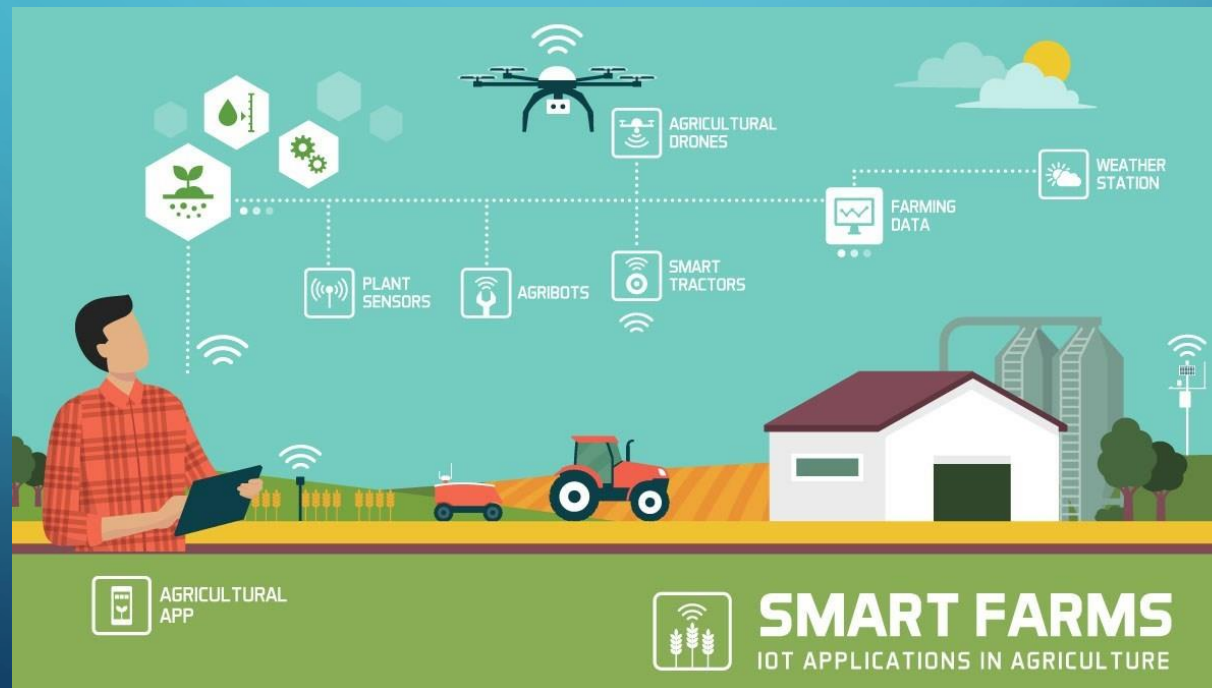 AGRICULTURAL
DRONES
WEATHER
STATION
FARMING
DATA
PLANT
SENSORS
AGRIBOTS
SMART
TRACTORS
AGRICULTURAL
APP
SMART FARMS
IOT APPLICATIONS IN AGRICULTURE